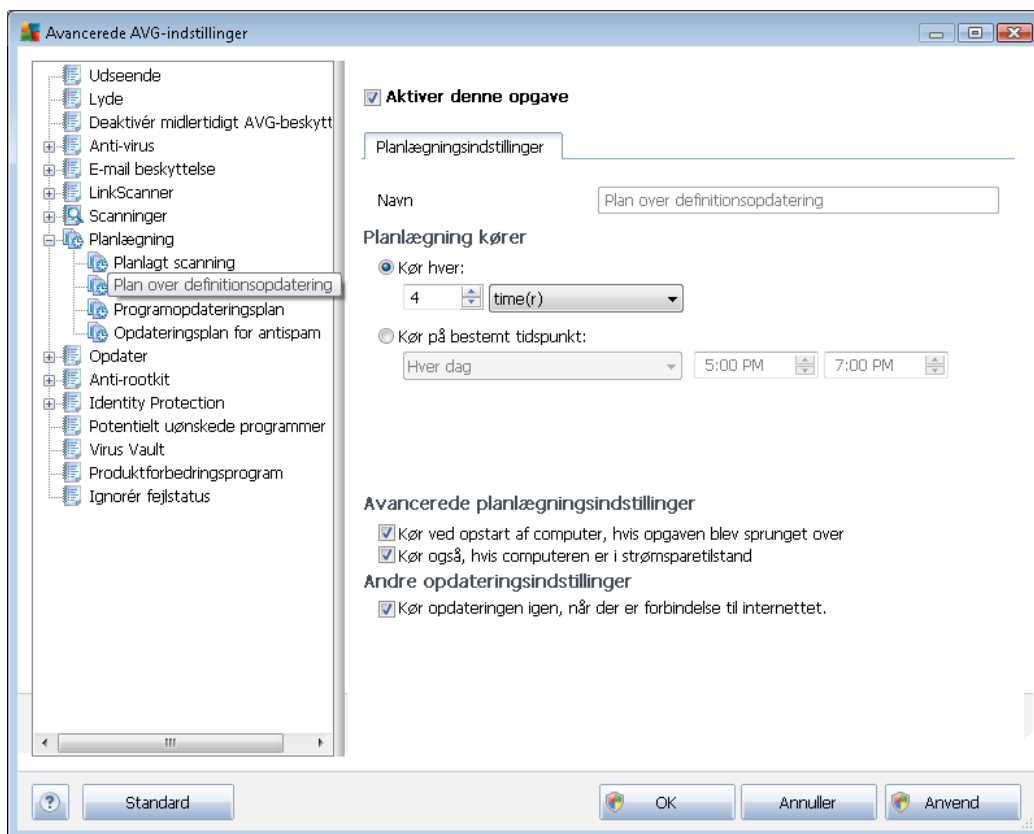 Avancerede AVG-indstillinger
Udseende
Lyde
Deaktivér midlertidigt AVG-beskytt
Anti-virus
E-mail beskyttelse
LinkScanner
Scanninger
Planlægning
Planlagt scanning
Plan over definitionsopdatering
Programopdateringsplan
Opdateringsplan for antispam
Opdater
Anti-rootkit
Identity Protection
Potentielt uønskede programmer
Virus Vault
Produktforbedringsprogram
Ignorér fejlstatus
Aktiver denne opgave
Planlægningsindstillinger
Navn Plan over definitionsopdatering
Planlægning kører
Kør hver:
4 time(r)
Kør på bestemt tidspunkt:
Hver dag 5:00 PM 7:00 PM
Avancerede planlægningsindstillinger
Kør ved opstart af computer, hvis opgaven blev sprunget over
Kør også, hvis computeren er i strømsparetilstand
Andre opdateringsindstillinger
Kør opdateringen igen, når der er forbindelse til internettet.
? Standard OK Annuller Anvend